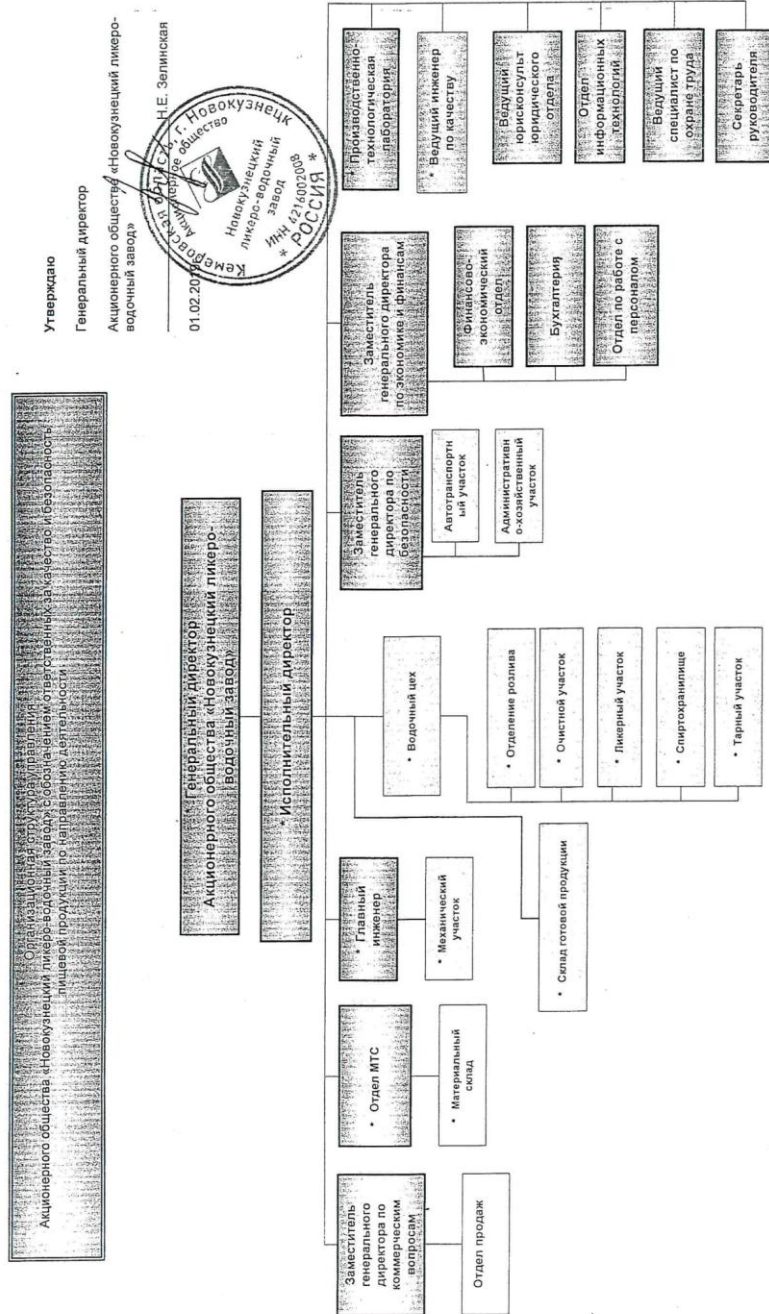 Утверждаю
Генеральный директор
Акционерного общества «Новокузнецкий ликеро-
водочный завод»
Н.Е. Зелинская
01.02.20
Кемеровская область, г. Новокузнецк
Акционерное общество
Новокузнецкий
ликеро-водочный
завод
ИНН 4216002008
* РОССИЯ *
Организационная структура управления
Акционерного общества «Новокузнецкий ликеро-водочный завод» с обозначением ответственных за качество и безопасность
пищевой продукции по направлению деятельности
* Генеральный директор
Акционерного общества «Новокузнецкий ликеро-
водочный завод»
* Исполнительный директор
Заместитель
генерального
директора по
коммерческим
вопросам
Отдел продаж
* Отдел МТС
* Материальный
склад
* Главный
инженер
* Механический
участок
* Склад готовой продукции
* Водочный цех
* Отделение розлива
* Очистной участок
* Ликерный участок
* Спиртохранилище
* Тарный участок
Заместитель
генерального
директора по
безопасности
Автотранспортн
ый участок
Административн
о-хозяйственный
участок
Заместитель
генерального директора
по экономике и финансам
Финансово-
экономический
отдел
Бухгалтерия
Отдел по работе с
персоналом
* Производственно-
технологическая
лаборатория
* Ведущий инженер
по качеству
Ведущий
юрисконсульт
юридического
отдела
Отдел
информационных
технологий
Ведущий
специалист по
охране труда
Секретарь
руководителя